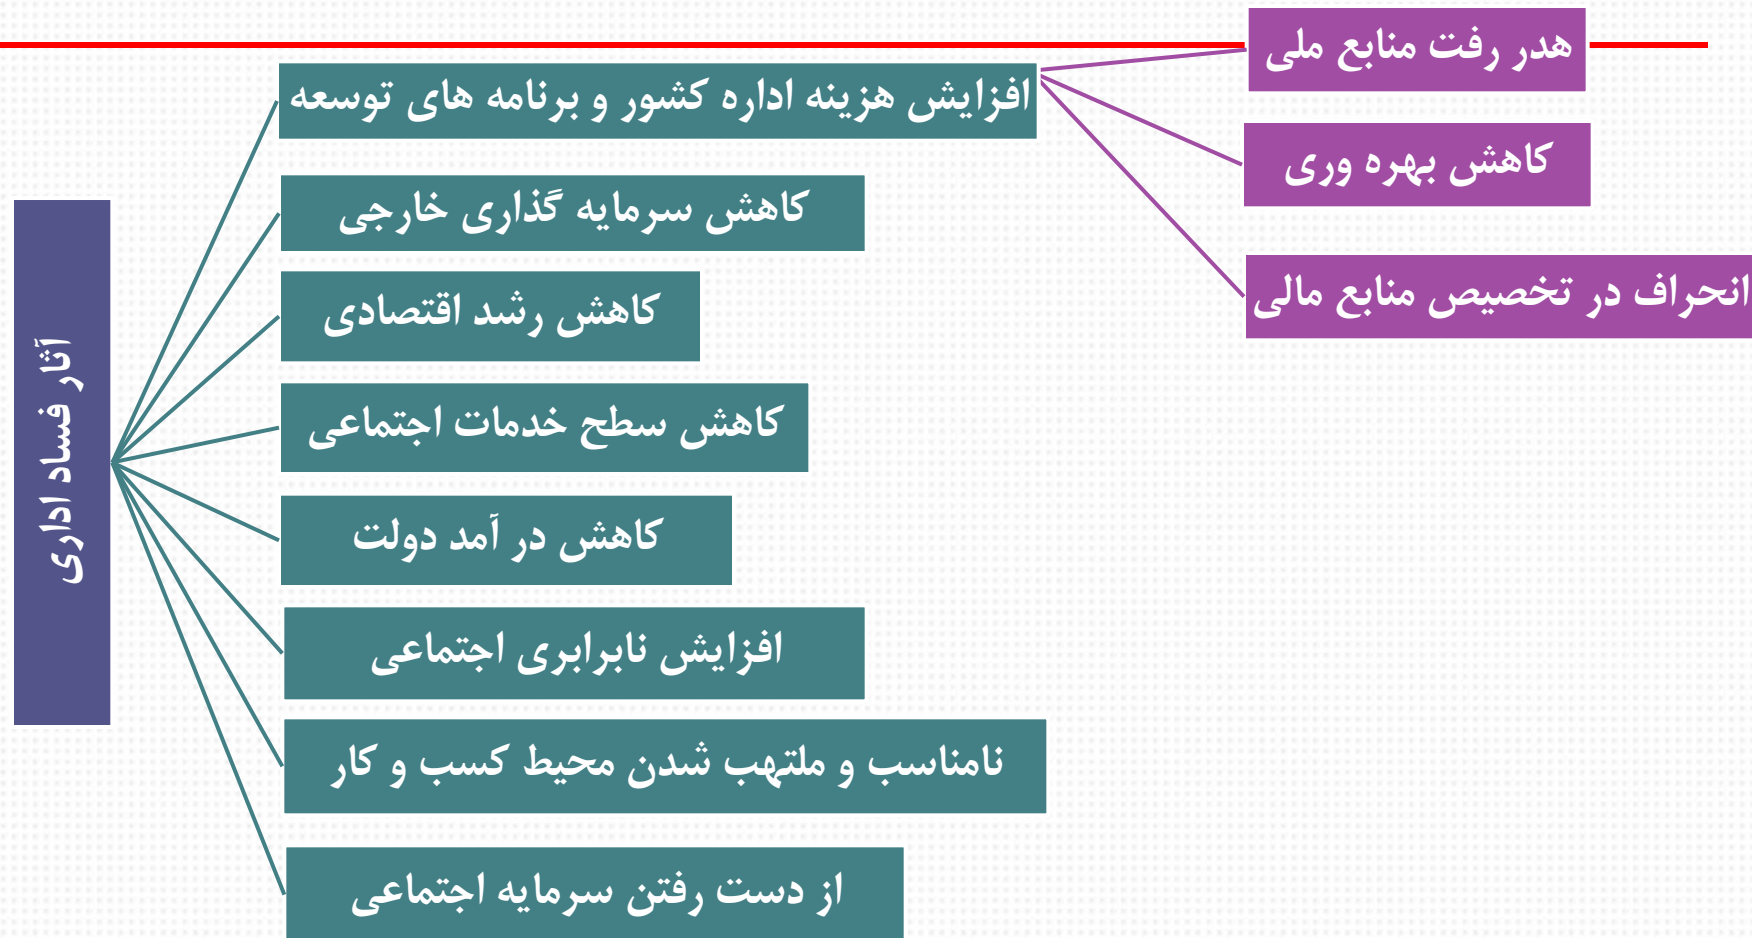 آثار فساد اداری
افزایش هزینه اداره کشور و برنامه های توسعه
هدر رفت منابع ملی
کاهش بهره وری
انحراف در تخصیص منابع مالی
کاهش سرمایه گذاری خارجی
کاهش رشد اقتصادی
کاهش سطح خدمات اجتماعی
کاهش در آمد دولت
افزایش نابرابری اجتماعی
نامناسب و ملتهب شدن محیط کسب و کار
از دست رفتن سرمایه اجتماعی